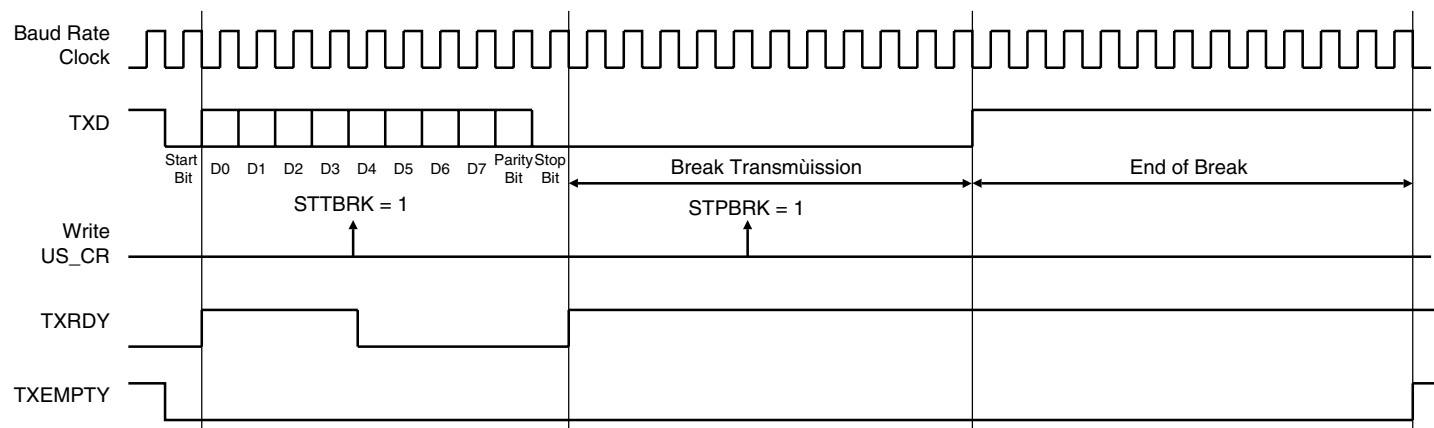 Baud Rate
Clock
TXD
Start
Bit
D0
D1
D2
D3
D4
D5
D6
D7
Parity
Bit
Stop
Bit
Break Transmùission
End of Break
STTBRK = 1
STPBRK = 1
Write
US_CR
TXRDY
TXEMPTY